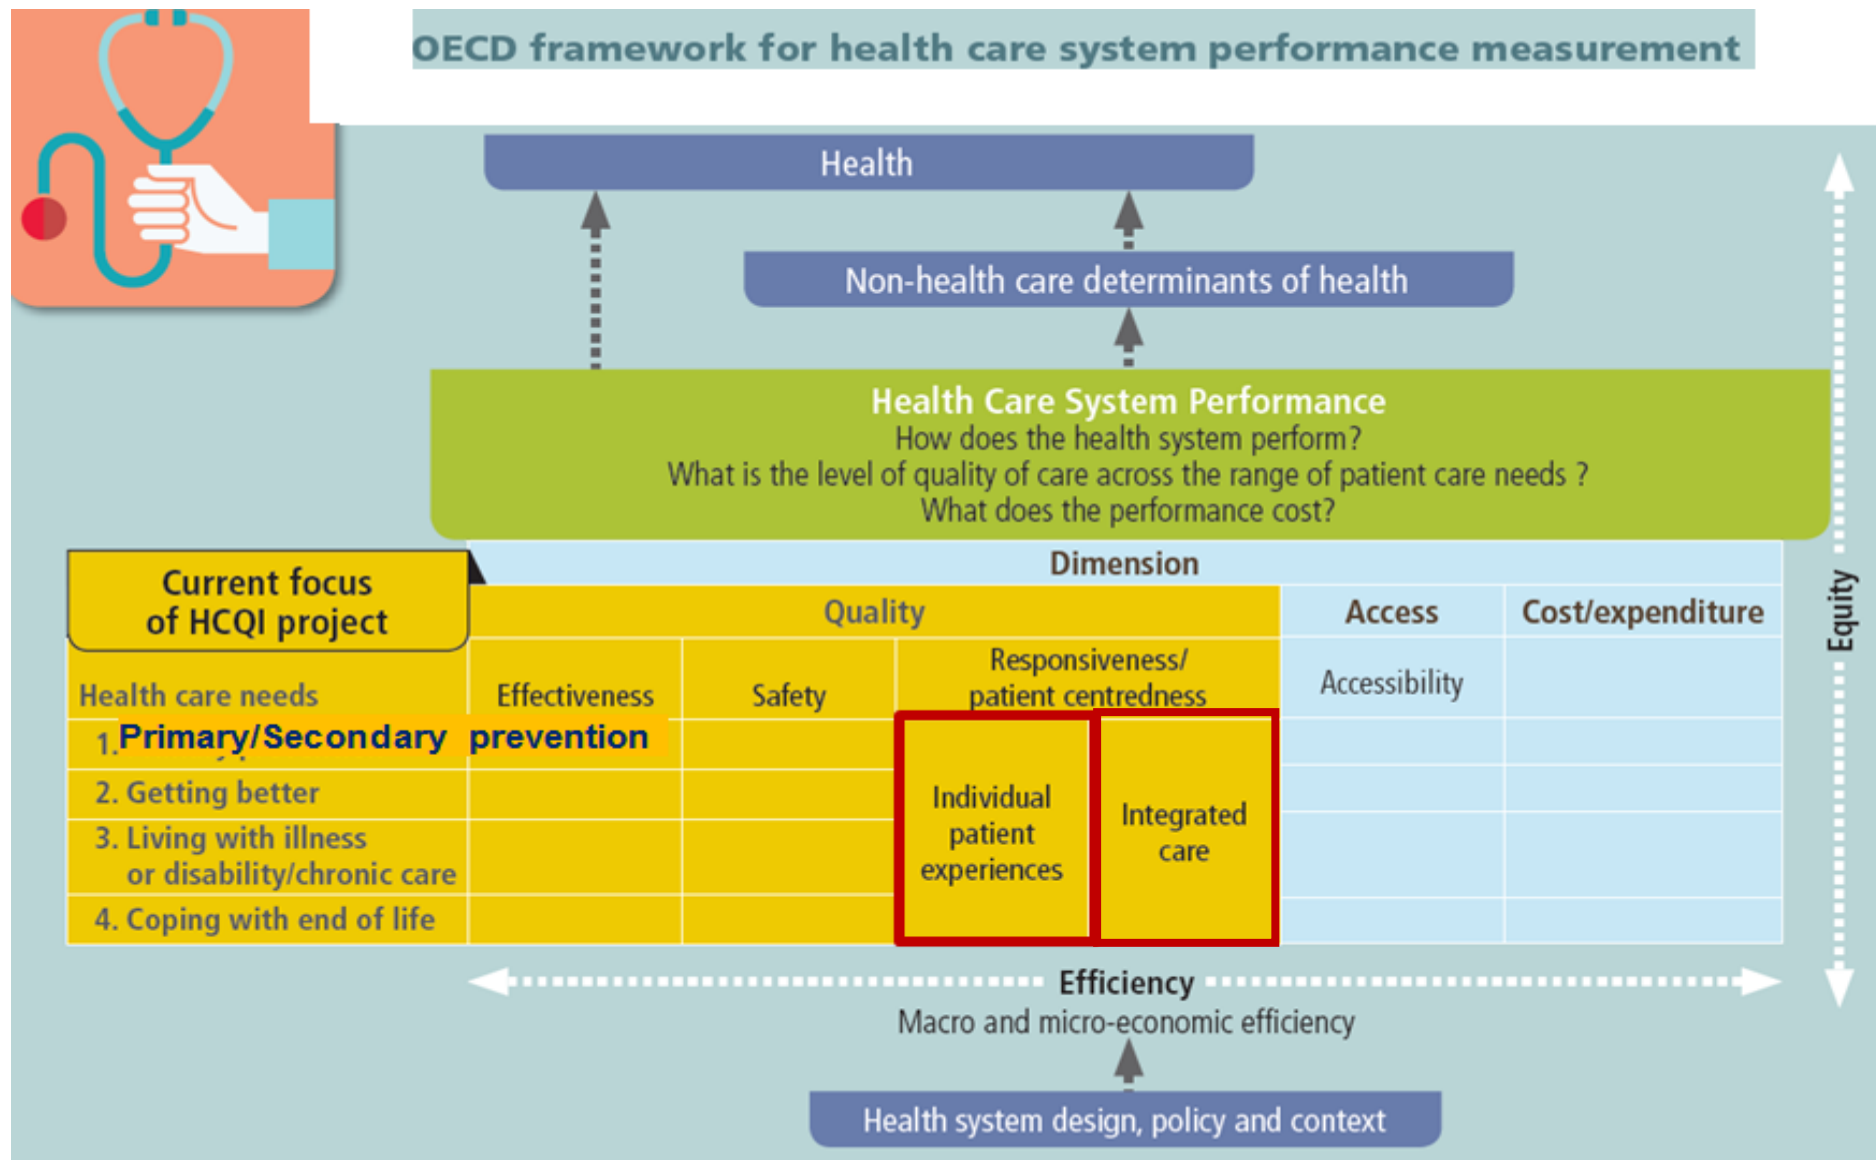 OECD framework for health care system performance measurement
Health
Non-health care determinants of health
Health Care System Performance
How does the health system perform?
What is the level of quality of care across the range of patient care needs ?
What does the performance cost?
Current focus
of HCQI project
Dimension
Quality
Access
Cost/expenditure
Health care needs
Effectiveness
Safety
Responsiveness/
patient centredness
Accessibility
1. Primary/Secondary prevention
2. Getting better
3. Living with illness
or disability/chronic care
4. Coping with end of life
Individual
patient
experiences
Integrated
care
Equity
Efficiency
Macro and micro-economic efficiency
Health system design, policy and context